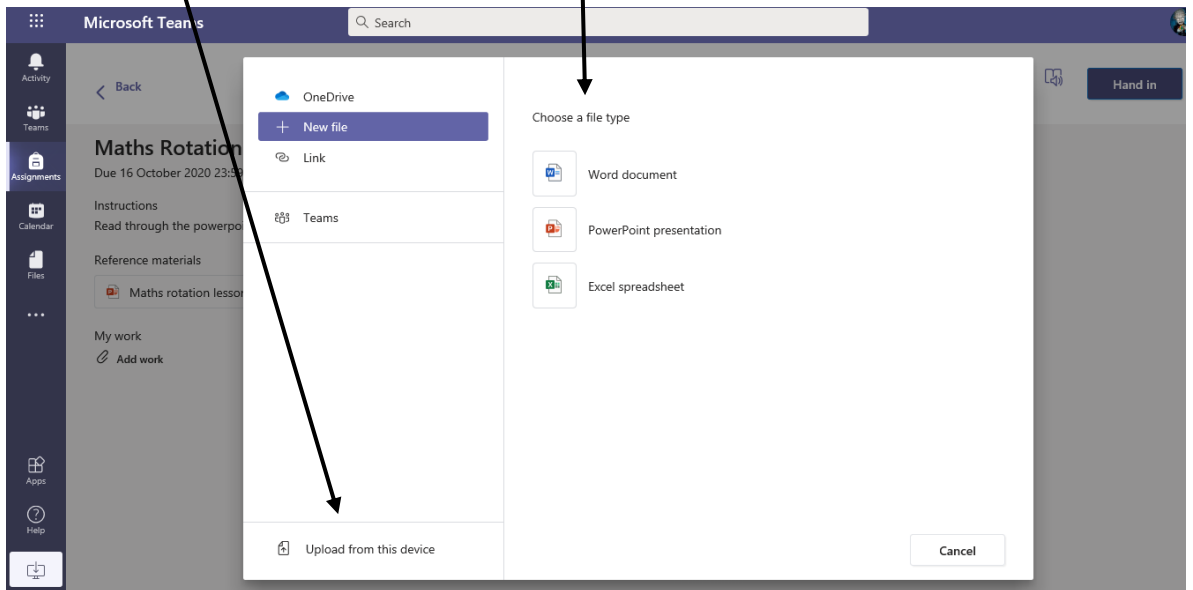 Microsoft Teams
Search
Activity
Teams
Assignments
Calendar
Files
Apps
Help
Back
Hand in
Maths Rotation
Due 16 October 2020 23:59
Instructions
Read through the powerpo
Reference materials
Maths rotation lesson
My work
Add work
OneDrive
New file
Link
Teams
Upload from this device
Choose a file type
Word document
PowerPoint presentation
Excel spreadsheet
Cancel